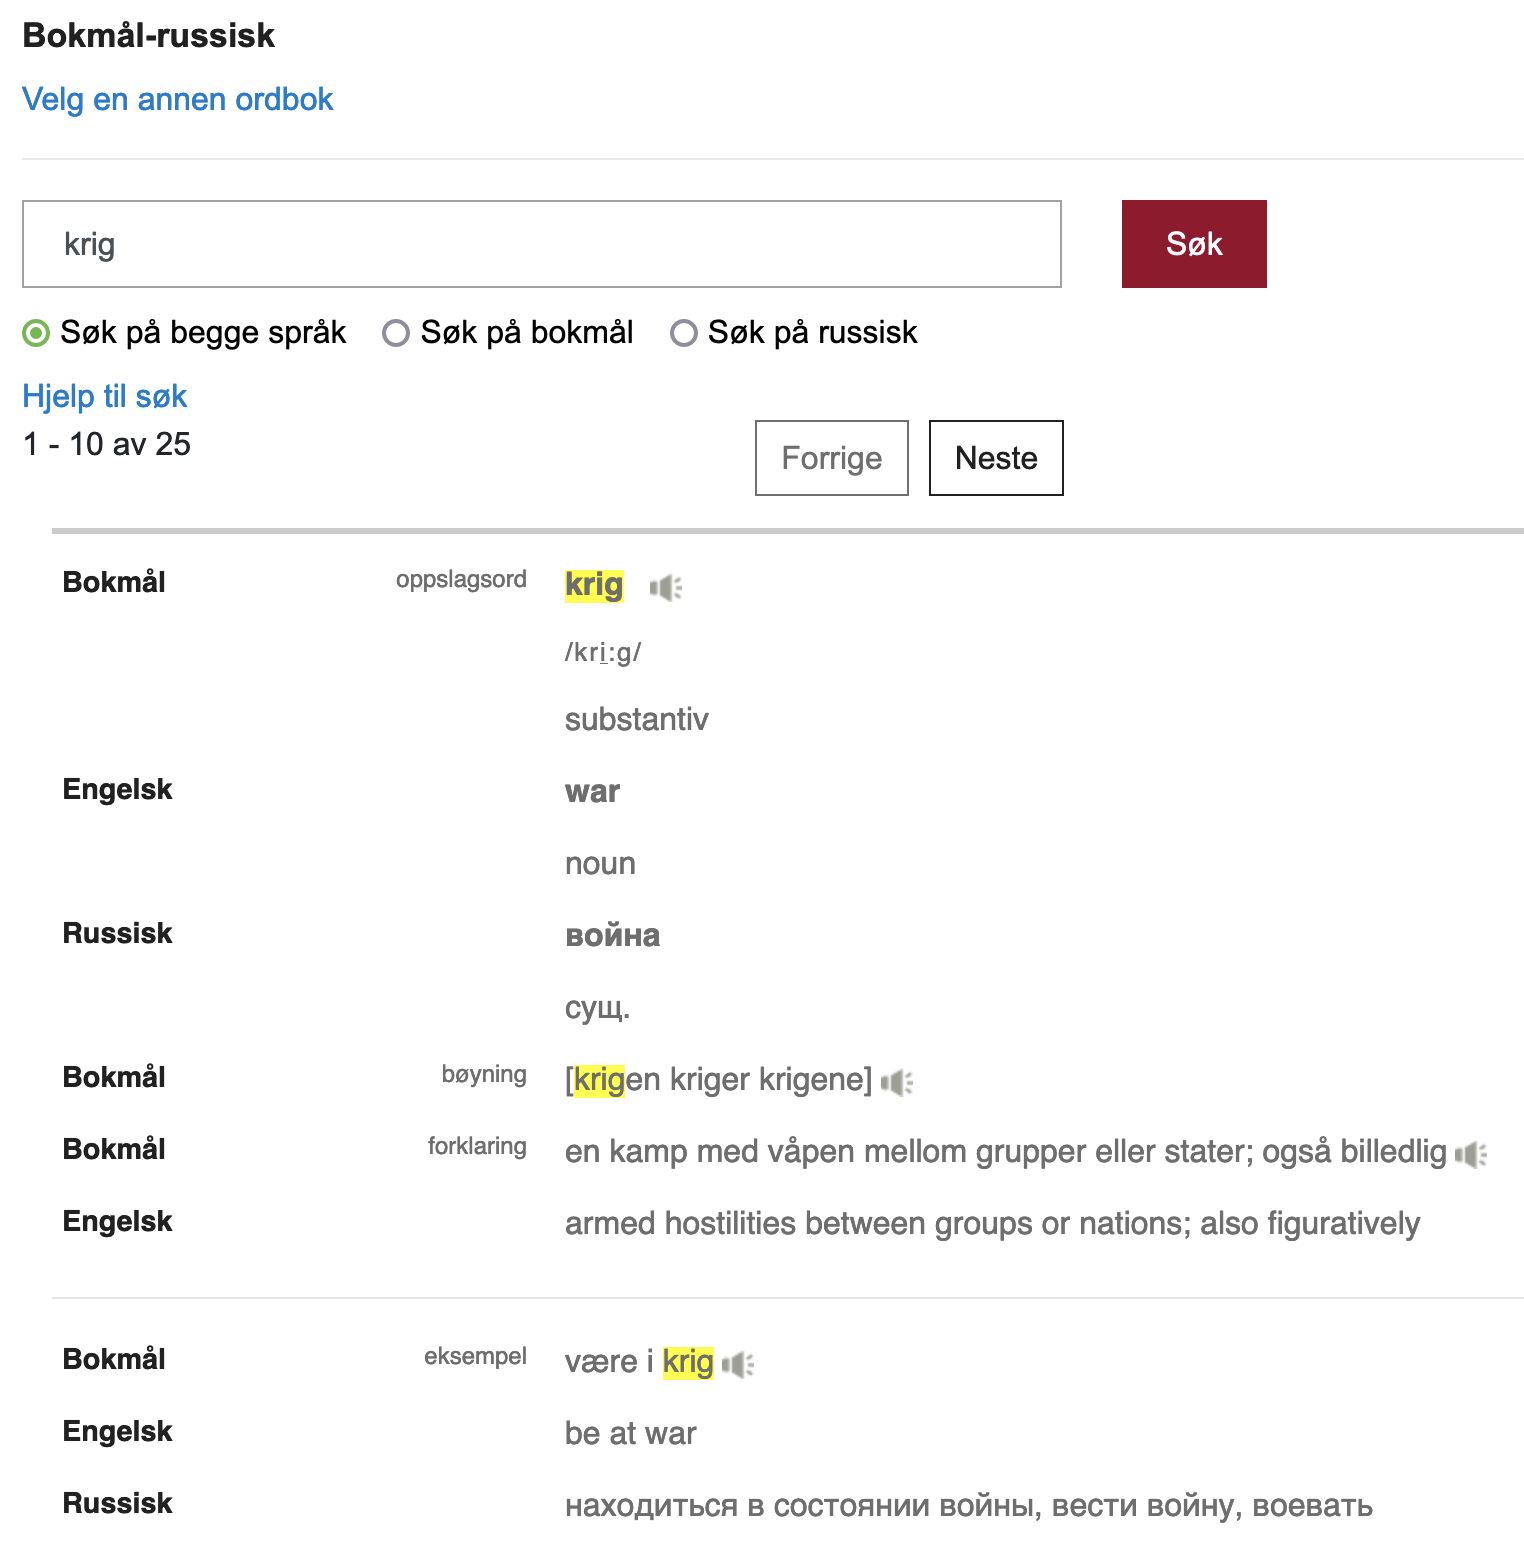 Bokmål-russisk
Velg en annen ordbok
krig
Søk
Søk på begge språk Søk på bokmål Søk på russisk
Hjelp til søk
1 - 10 av 25
Forrige Neste
Bokmål oppslagsord krig
/kri̲:g/
substantiv
Engelsk war
noun
Russisk война
сущ.
Bokmål bøyning [krigen kriger krigene]
Bokmål forklaring en kamp med våpen mellom grupper eller stater; også billedlig
Engelsk armed hostilities between groups or nations; also figuratively
Bokmål eksempel være i krig
Engelsk be at war
Russisk находиться в состоянии войны, вести войну, воевать